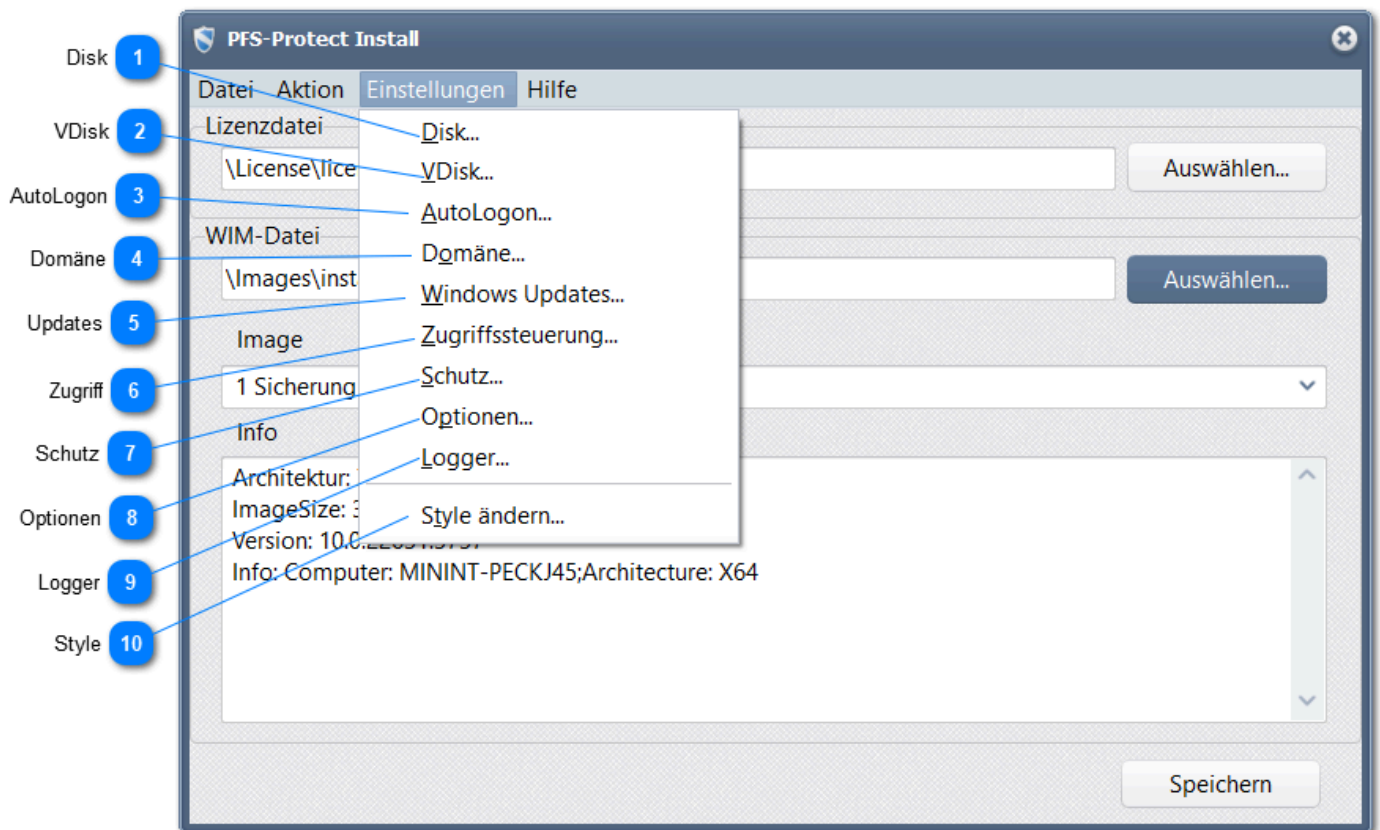 PFS-Protect Install
Disk 1
VDisk 2
AutoLogon 3
Domäne 4
Updates 5
Zugriff 6
Schutz 7
Optionen 8
Logger 9
Style 10
Datei Aktion Einstellungen Hilfe
Disk...
VDisk...
AutoLogon...
Domäne...
Windows Updates...
Zugriffssteuerung...
Schutz...
Optionen...
Logger...
Style ändern...
Lizenzdatei
\License\lice
Auswählen...
WIM-Datei
\Images\inst
Auswählen...
Image
1 Sicherung
Info
Architektur:
ImageSize:
Version: 10.0.22631.3737
Info: Computer: MININT-PECKJ45;Architecture: X64
Speichern